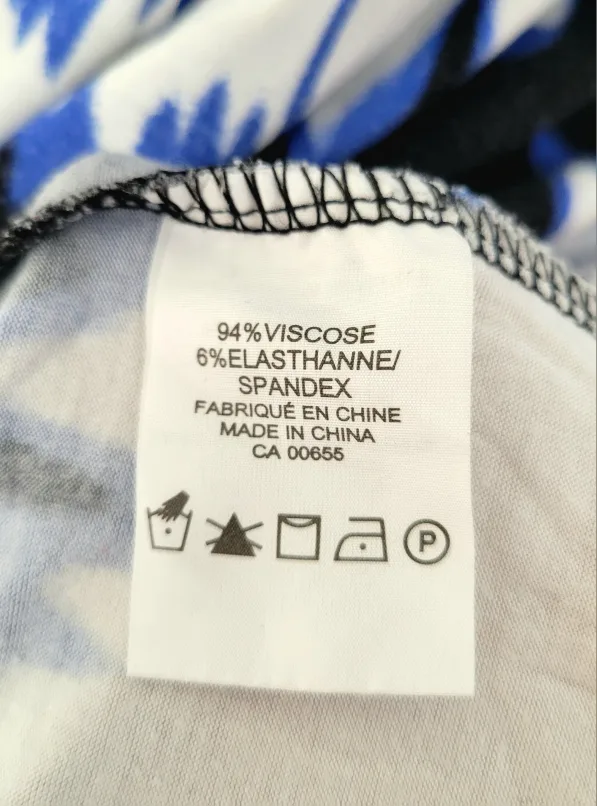 94%VISCOSE
6%ELASTHANNE/
SPANDEX
FABRIQUÉ EN CHINE
MADE IN CHINA
CA 00655
P